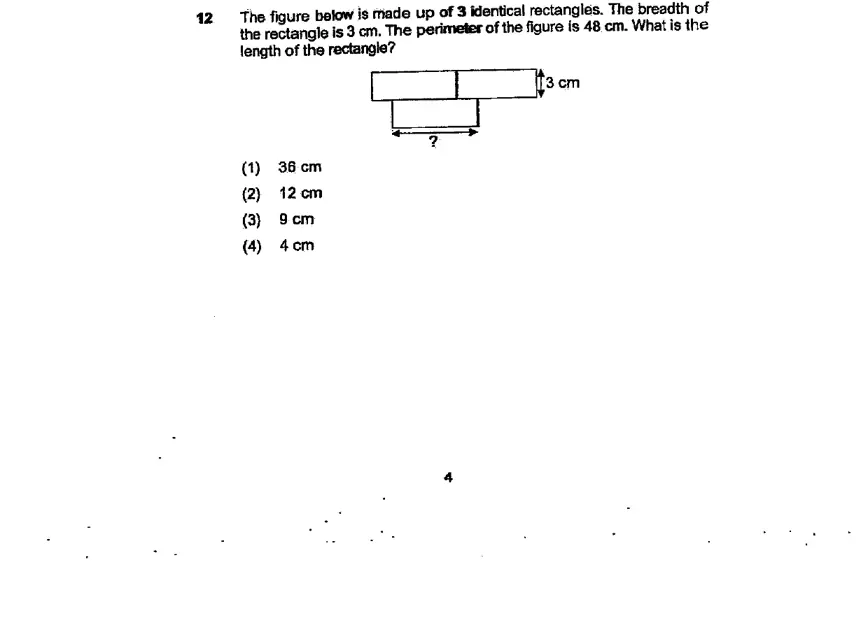 12 The figure below is made up of 3 identical rectangles. The breadth of
the rectangle is 3 cm. The perimeter of the figure is 48 cm. What is the
length of the rectangle?
3 cm
?
(1) 36 cm
(2) 12 cm
(3) 9 cm
(4) 4 cm
4